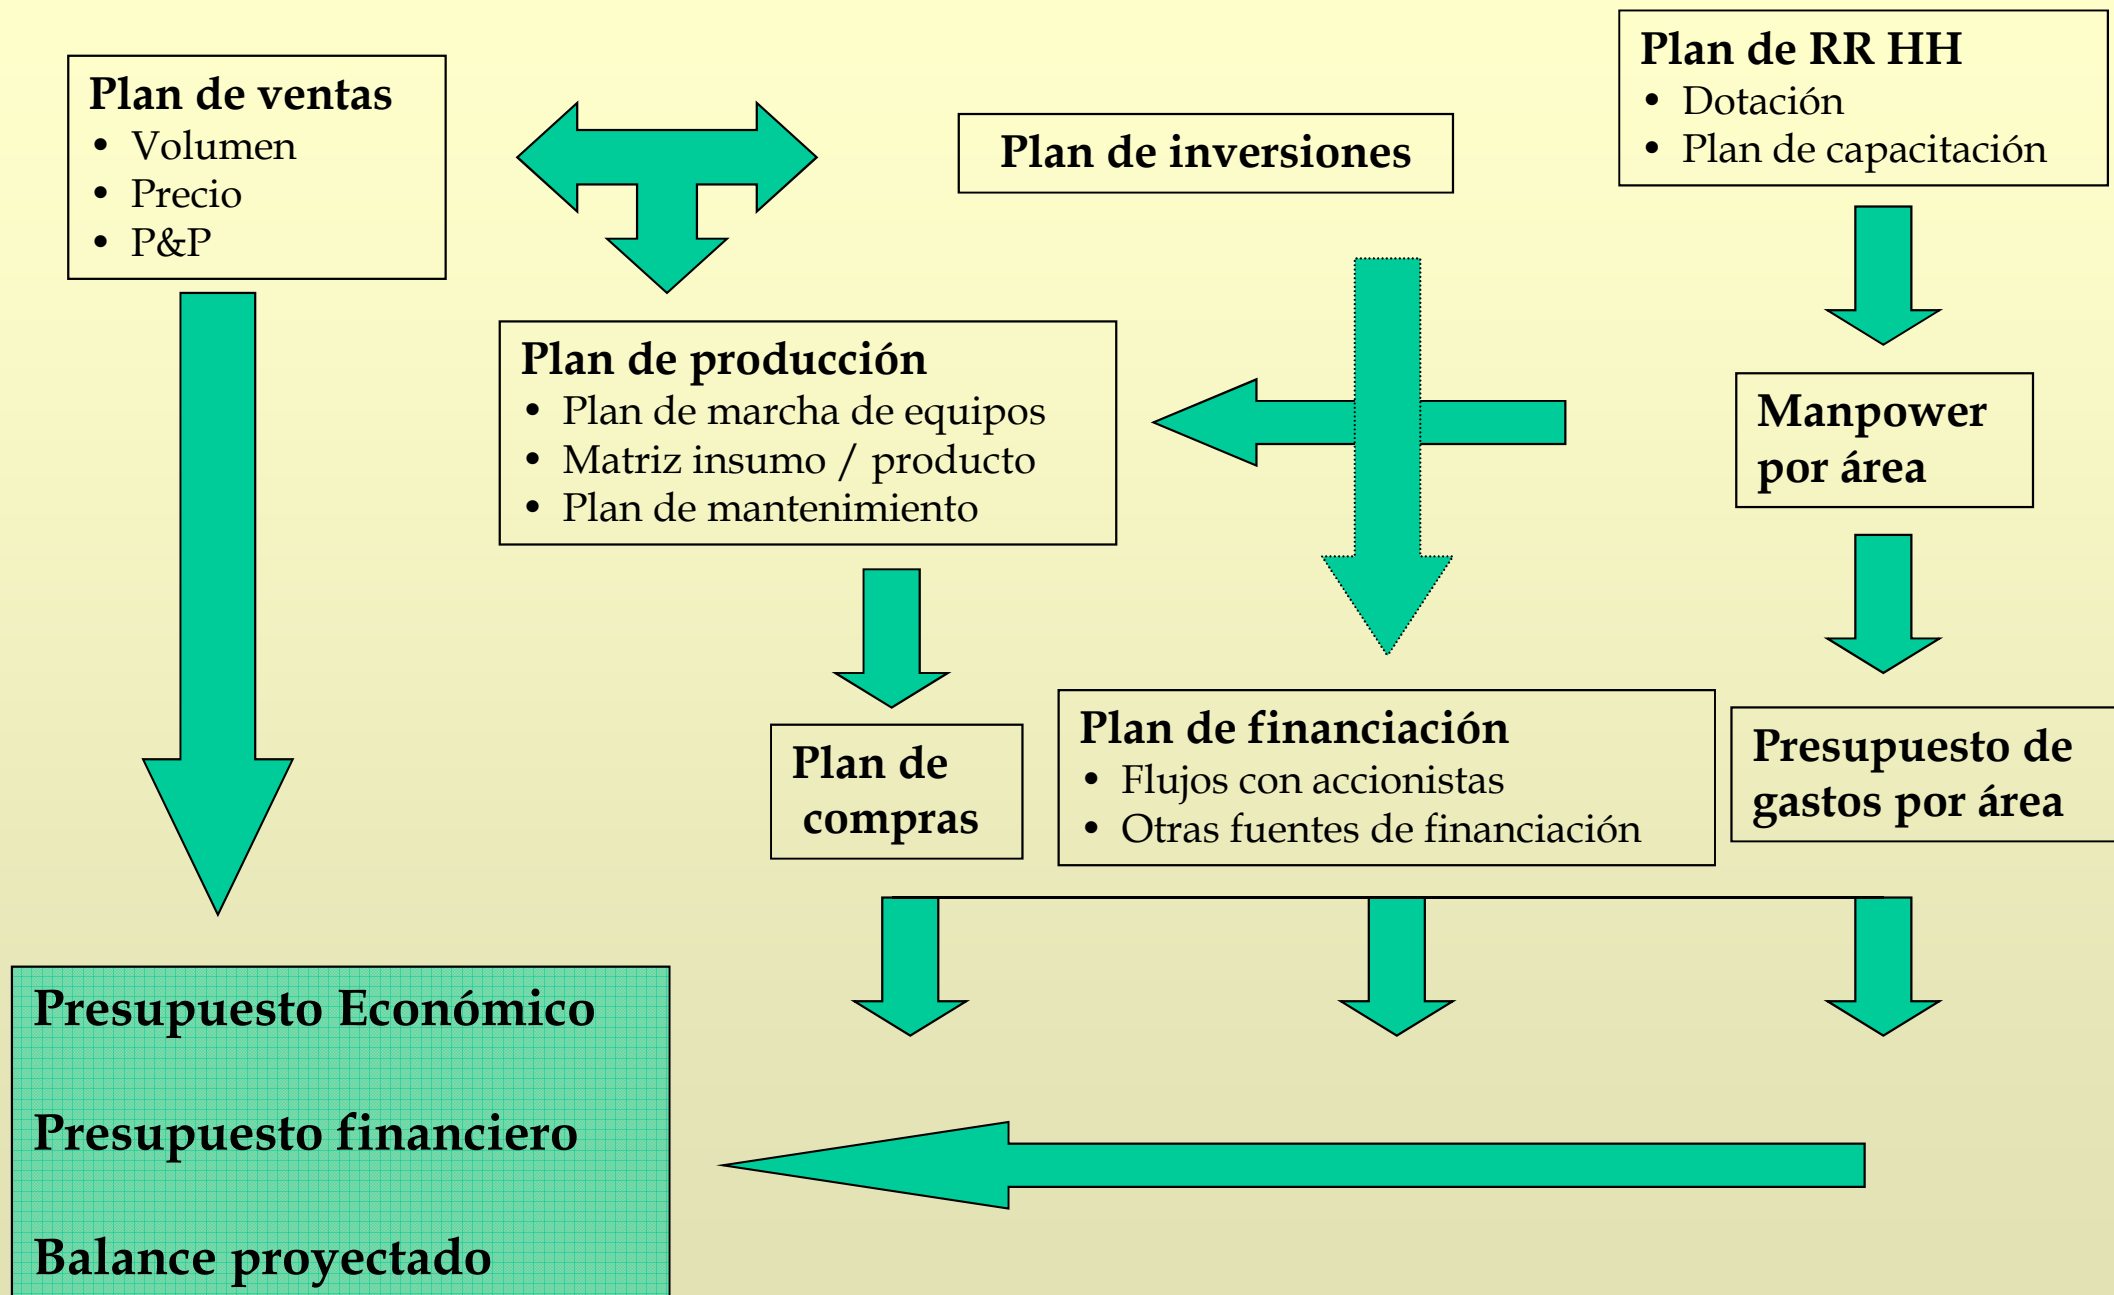 Plan de ventas
• Volumen
• Precio
• P&P
Plan de inversiones
Plan de RR HH
• Dotación
• Plan de capacitación
Plan de producción
• Plan de marcha de equipos
• Matriz insumo / producto
• Plan de mantenimiento
Manpower
por área
Plan de
compras
Plan de financiación
• Flujos con accionistas
• Otras fuentes de financiación
Presupuesto de
gastos por área
Presupuesto Económico
Presupuesto financiero
Balance proyectado